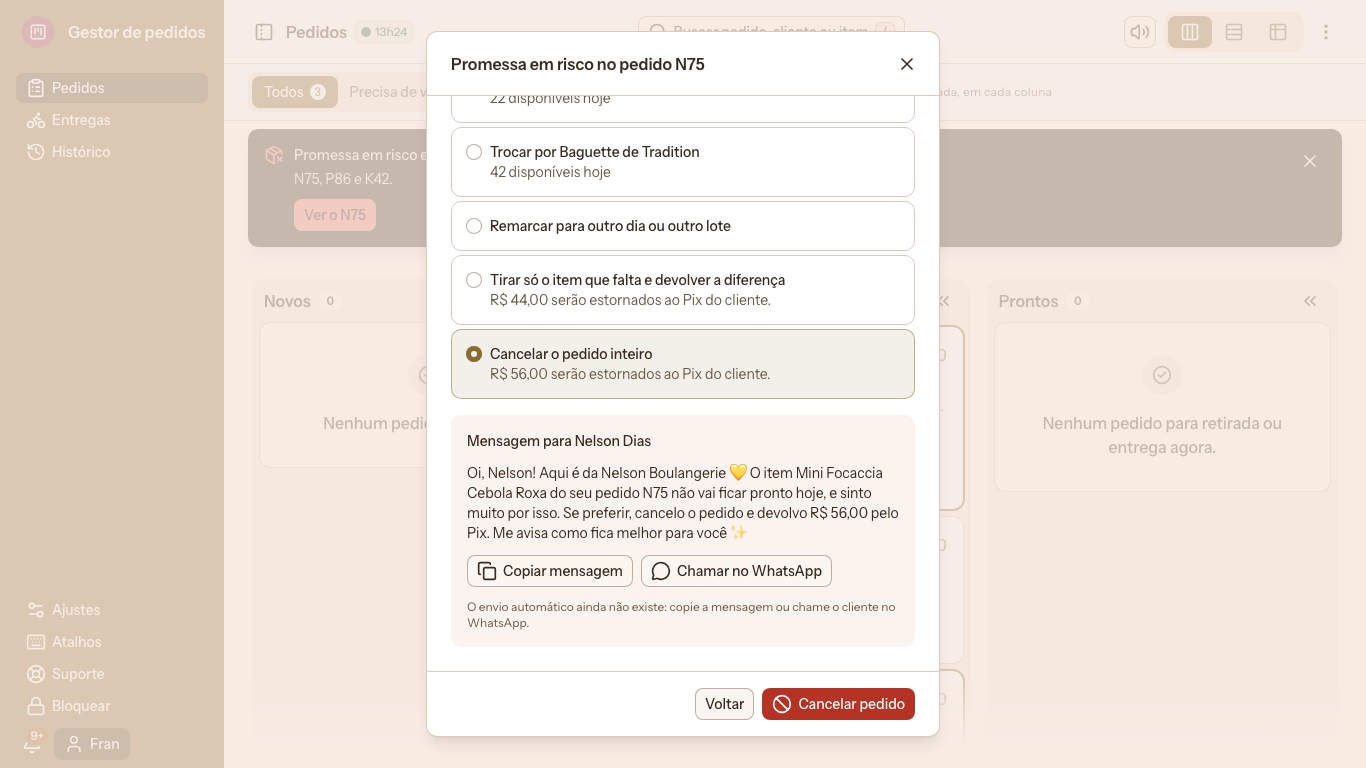 Gestor de pedidos
Pedidos
Entregas
Histórico
Ajustes
Atalhos
Suporte
Bloquear
9+
Fran
Pedidos
13h24
Buscar pedido, cliente ou item
/
Todos 3
Precisa de v
ada, em cada coluna
Promessa em risco e
N75, P86 e K42.
Ver o N75
Novos 0
Nenhum pedi
Prontos 0
Nenhum pedido para retirada ou
entrega agora.
Promessa em risco no pedido N75
22 disponíveis hoje
Trocar por Baguette de Tradition
42 disponíveis hoje
Remarcar para outro dia ou outro lote
Tirar só o item que falta e devolver a diferença
R$ 44,00 serão estornados ao Pix do cliente.
Cancelar o pedido inteiro
R$ 56,00 serão estornados ao Pix do cliente.
Mensagem para Nelson Dias
Oi, Nelson! Aqui é da Nelson Boulangerie 💛 O item Mini Focaccia
Cebola Roxa do seu pedido N75 não vai ficar pronto hoje, e sinto
muito por isso. Se preferir, cancelo o pedido e devolvo R$ 56,00 pelo
Pix. Me avisa como fica melhor para você ✨
Copiar mensagem
Chamar no WhatsApp
O envio automático ainda não existe: copie a mensagem ou chame o cliente no
WhatsApp.
Voltar
Cancelar pedido